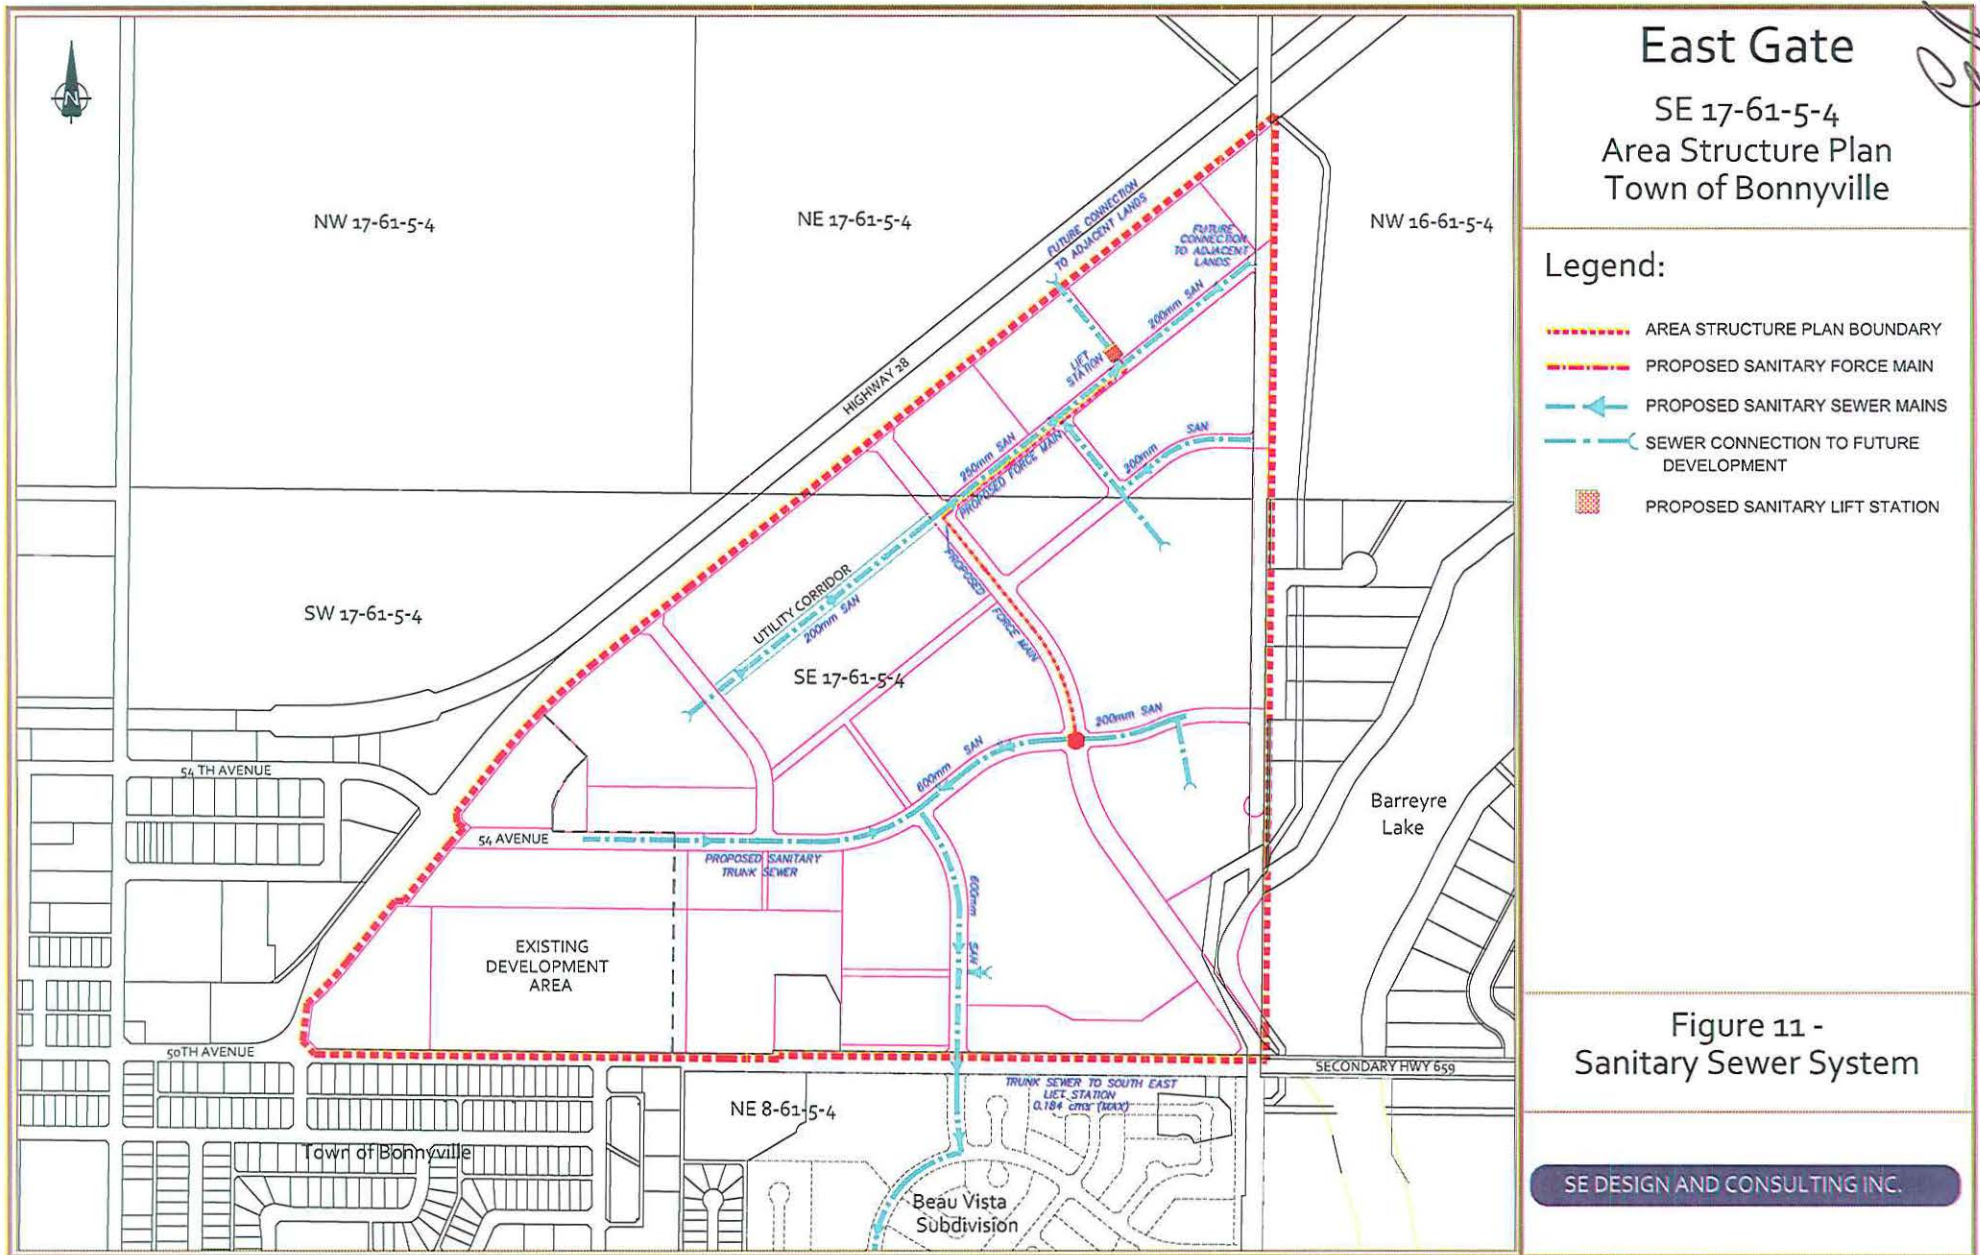 East Gate
SE 17-61-5-4
Area Structure Plan
Town of Bonnyville
Legend:
AREA STRUCTURE PLAN BOUNDARY
PROPOSED SANITARY FORCE MAIN
PROPOSED SANITARY SEWER MAINS
SEWER CONNECTION TO FUTURE
DEVELOPMENT
PROPOSED SANITARY LIFT STATION
Figure 11 -
Sanitary Sewer System
SE DESIGN AND CONSULTING INC.
N
NW 17-61-5-4
NE 17-61-5-4
NW 16-61-5-4
FUTURE CONNECTION
TO ADJACENT LANDS
FUTURE
CONNECTION
TO ADJACENT
LANDS
200mm SAN
LIFT
STATION
HIGHWAY 28
250mm SAN
PROPOSED FORCE MAIN
200mm SAN
UTILITY CORRIDOR
200mm SAN
PROPOSED FORCE MAIN
SW 17-61-5-4
SE 17-61-5-4
200mm SAN
600mm SAN
54 TH AVENUE
54 AVENUE
PROPOSED SANITARY
TRUNK SEWER
Barreyre
Lake
600mm SAN
EXISTING
DEVELOPMENT
AREA
50TH AVENUE
SECONDARY HWY 659
TRUNK SEWER TO SOUTH EAST
LIFT STATION
0.184 cms (MAX)
NE 8-61-5-4
Town of Bonnyville
Beau Vista
Subdivision